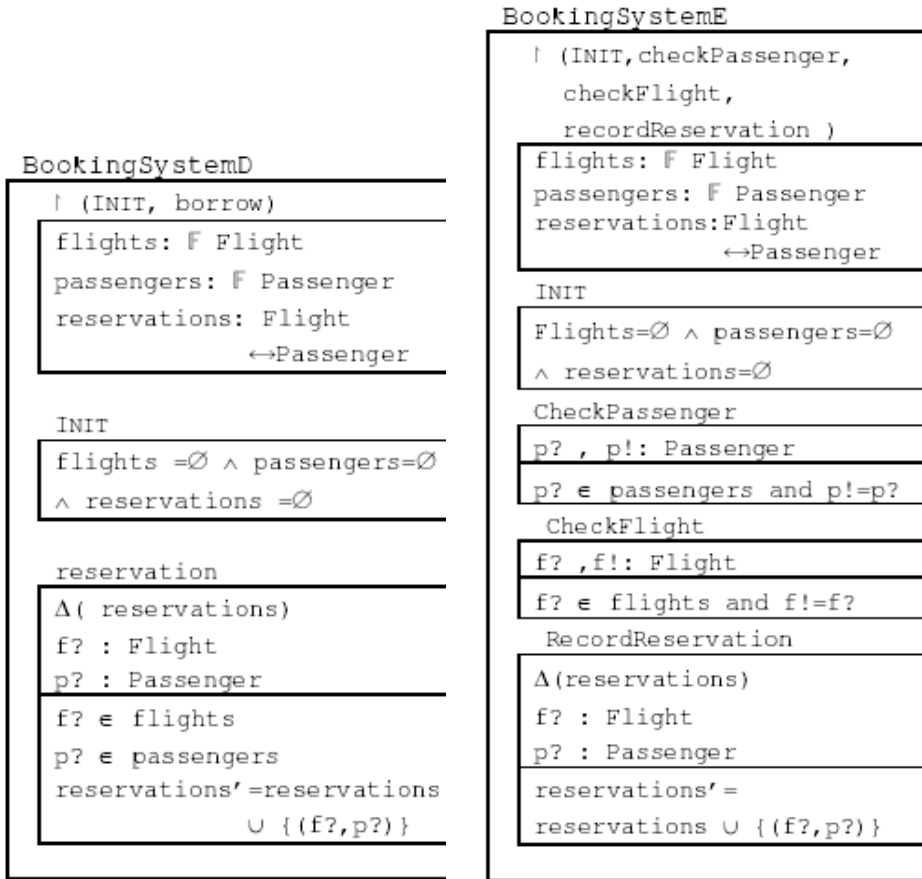 BookingSystemD
↾ (INIT, borrow)
flights: 𝔽 Flight
passengers: 𝔽 Passenger
reservations: Flight
↔Passenger
INIT
flights =∅ ∧ passengers=∅
∧ reservations =∅
reservation
Δ( reservations)
f? : Flight
p? : Passenger
f? ∈ flights
p? ∈ passengers
reservations′=reservations
∪ {(f?,p?)}
BookingSystemE
↾ (INIT,checkPassenger,
checkFlight,
recordReservation )
flights: 𝔽 Flight
passengers: 𝔽 Passenger
reservations:Flight
↔Passenger
INIT
Flights=∅ ∧ passengers=∅
∧ reservations=∅
CheckPassenger
p? , p!: Passenger
p? ∈ passengers and p!=p?
CheckFlight
f? ,f!: Flight
f? ∈ flights and f!=f?
RecordReservation
Δ(reservations)
f? : Flight
p? : Passenger
reservations′=
reservations ∪ {(f?,p?)}